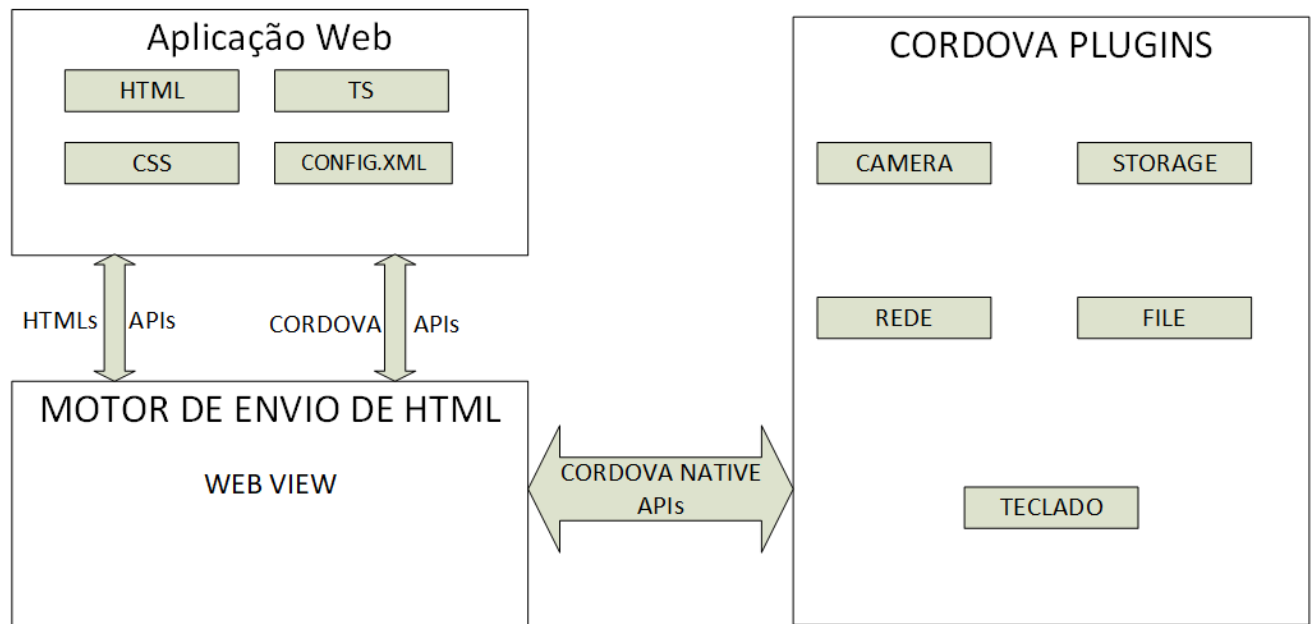 Aplicação Web
HTML
TS
CSS
CONFIG.XML
HTMLs
APIs
CORDOVA
APIs
MOTOR DE ENVIO DE HTML
WEB VIEW
CORDOVA NATIVE
APIs
CORDOVA PLUGINS
CAMERA
STORAGE
REDE
FILE
TECLADO